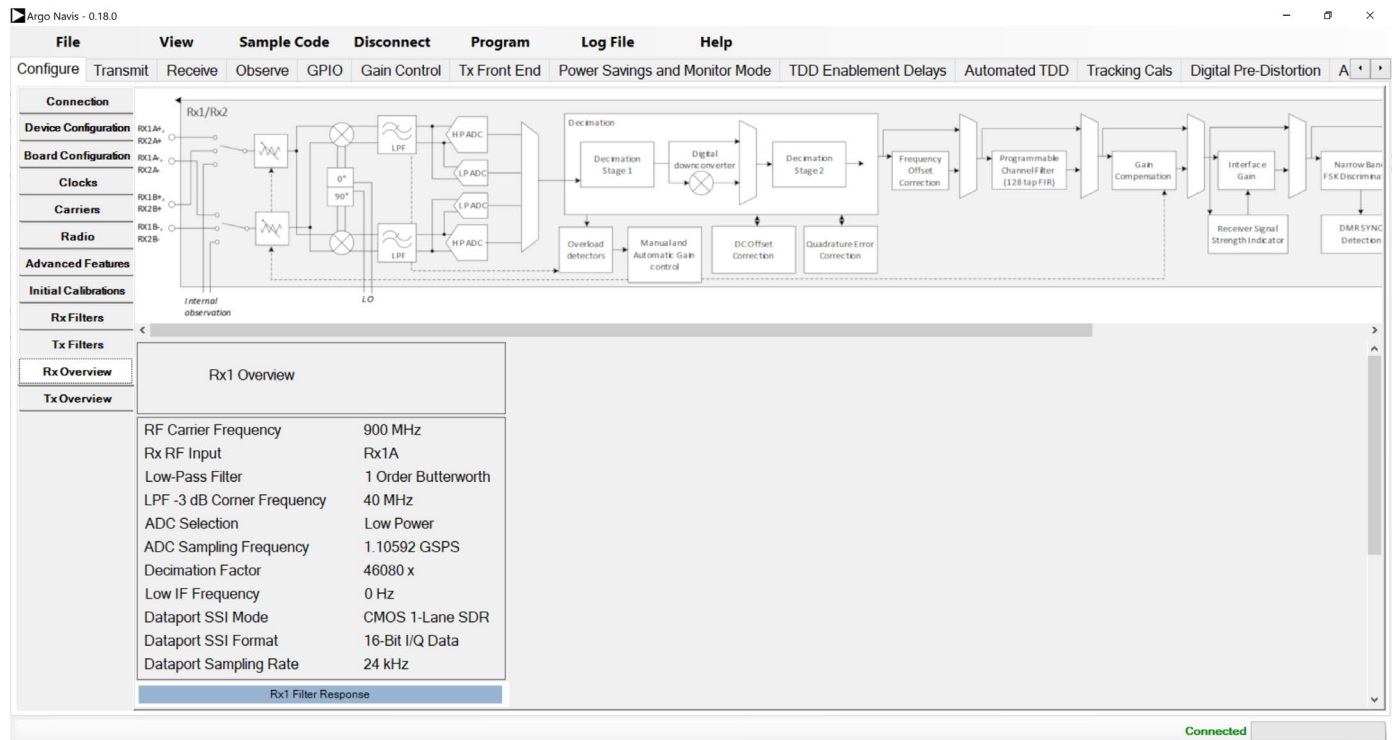 Argo Navis - 0.18.0
File View Sample Code Disconnect Program Log File Help
Configure Transmit Receive Observe GPIO Gain Control Tx Front End Power Savings and Monitor Mode TDD Enablement Delays Automated TDD Tracking Cals Digital Pre-Distortion A
Connection
Device Configuration
Board Configuration
Clocks
Carriers
Radio
Advanced Features
Initial Calibrations
Rx Filters
Tx Filters
Rx Overview
Tx Overview
Rx1/Rx2
RX1A+,
RX2A+
RX1A-,
RX2A-
RX1B+,
RX2B+
RX1B-,
RX2B-
Internal
observation
LPF
0°
90°
LPF
LO
HP ADC
LP ADC
LP ADC
HP ADC
Decimation
Decimation
Stage 1
Digital
downconverter
Decimation
Stage 2
Overload
detectors
Manual and
Automatic Gain
control
DC Offset
Correction
Quadrature Error
Correction
Frequency
Offset
Correction
Programmable
Channel Filter
(128 tap FIR)
Gain
Compensation
Interface
Gain
Receiver Signal
Strength Indicator
Narrow Ban
FSK Discrimina
DMR SYNC
Detection
Rx1 Overview
RF Carrier Frequency 900 MHz
Rx RF Input Rx1A
Low-Pass Filter 1 Order Butterworth
LPF -3 dB Corner Frequency 40 MHz
ADC Selection Low Power
ADC Sampling Frequency 1.10592 GSPS
Decimation Factor 46080 x
Low IF Frequency 0 Hz
Dataport SSI Mode CMOS 1-Lane SDR
Dataport SSI Format 16-Bit I/Q Data
Dataport Sampling Rate 24 kHz
Rx1 Filter Response
Connected